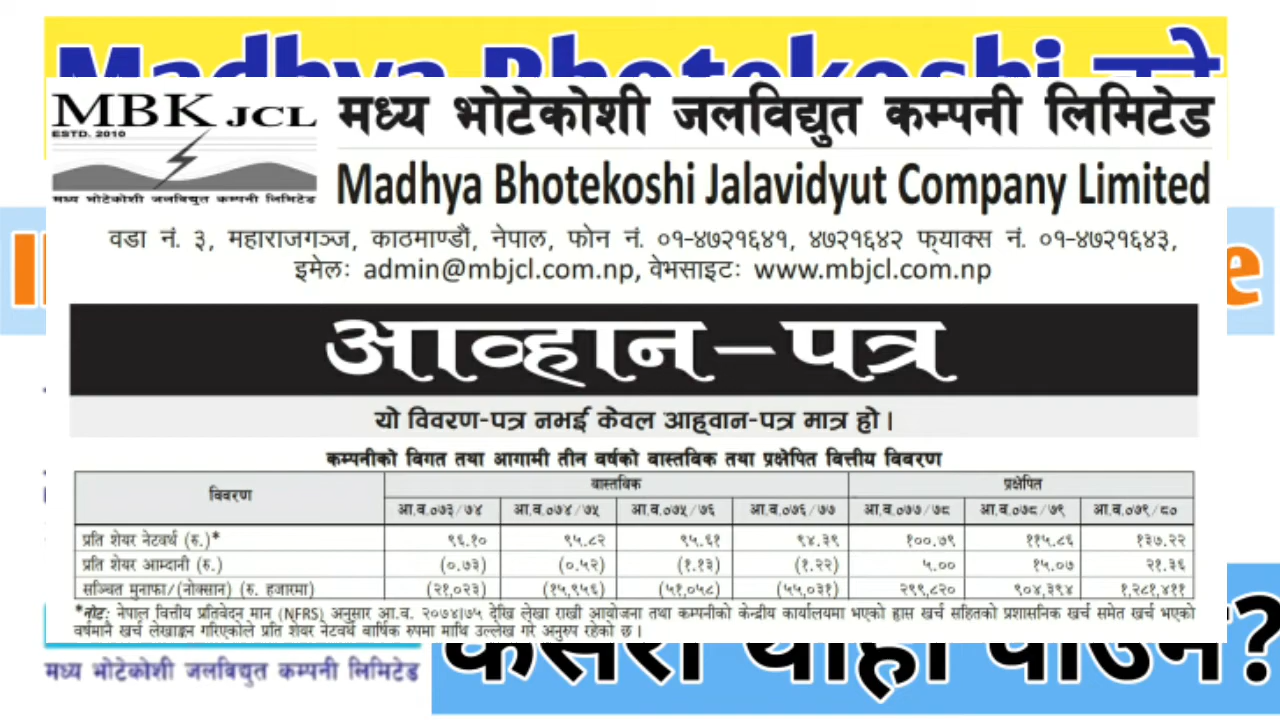 Madhya Bhotekoshi को
MBK JCL
ESTD. 2010
मध्य भोटेकोशी जलविद्युत कम्पनी लिमिटेड
मध्य भोटेकोशी जलविद्युत कम्पनी लिमिटेड
Madhya Bhotekoshi Jalavidyut Company Limited
वडा नं. ३, महाराजगञ्ज, काठमाण्डौं, नेपाल, फोन नं. ०१-४७२१६४१, ४७२१६४२ फ्याक्स नं. ०१-४७२१६४३,
इमेलः admin@mbjcl.com.np, वेभसाइटः www.mbjcl.com.np
आव्हान-पत्र
यो विवरण-पत्र नभई केवल आह्वान-पत्र मात्र हो ।
कम्पनीको विगत तथा आगामी तीन वर्षको वास्तविक तथा प्रक्षेपित वित्तीय विवरण
विवरण वास्तविक प्रक्षेपित
आ.व.०७३/७४ आ.व.०७४/७५ आ.व.०७५/७६ आ.व.०७६/७७ आ.व.०७७/७८ आ.व.०७८/७९ आ.व.०७९/८०
प्रति शेयर नेटवर्थ (रु.)* ९६.१० ९५.८२ ९५.६१ ९४.३९ १००.७९ ११५.८६ १३७.२२
प्रति शेयर आम्दानी (रु.) (०.७३) (०.५२) (१.१३) (१.२२) ५.०० १५.०७ २१.३६
सञ्चित मुनाफा/(नोक्सान) (रु. हजारमा) (२१,०२३) (१५,९५६) (५१,०५८) (५५,०३१) २९९,८२० ९०४,३९४ १,२८१,४११
*नोटः नेपाल वित्तीय प्रतिवेदन मान (NFRS) अनुसार आ.व. २०७४।७५ देखि लेखा राखी आयोजना तथा कम्पनीको केन्द्रीय कार्यालयमा भएको ह्रास खर्च सहितको प्रशासनिक खर्च समेत खर्च भएको
वर्षमानै खर्च लेखाङ्कन गरिएकोले प्रति शेयर नेटवर्थ वार्षिक रुपमा माथि उल्लेख गरे अनुरुप रहेको छ ।
मध्य भोटेकोशी जलविद्युत कम्पनी लिमिटेड